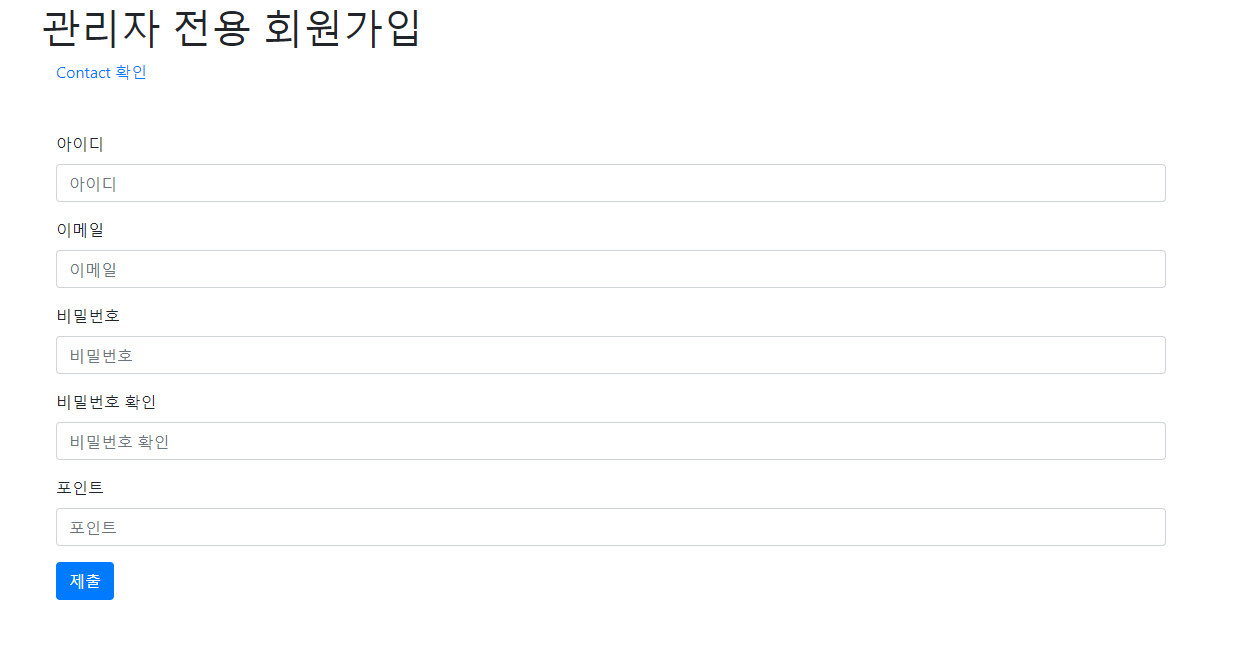 관리자 전용 회원가입
Contact 확인
아이디
아이디
이메일
이메일
비밀번호
비밀번호
비밀번호 확인
비밀번호 확인
포인트
포인트
제출